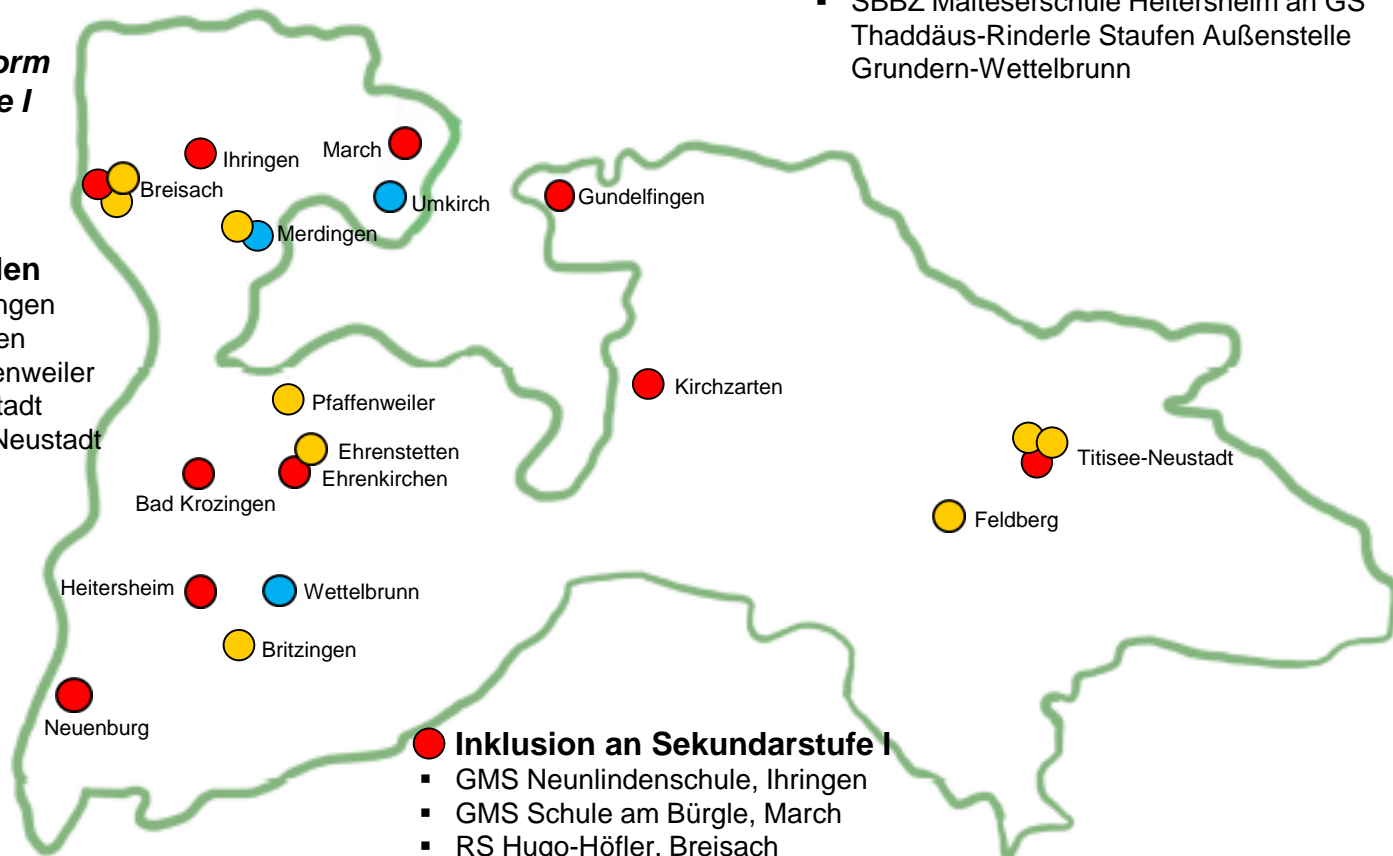 SBBZ Malteserschule Heitersheim an GS
Thaddäus-Rinderle Staufen Außenstelle
Grundern-Wettelbrunn
orm
e I
Ihringen
March
Breisach
Umkirch
Gundelfingen
Merdingen
len
ngen
en
enweiler
tadt
Neustadt
Kirchzarten
Pfaffenweiler
Ehrenstetten
Ehrenkirchen
Titisee-Neustadt
Bad Krozingen
Feldberg
Heitersheim
Wettelbrunn
Britzingen
Neuenburg
Inklusion an Sekundarstufe I
▪ GMS Neunlindenschule, Ihringen
▪ GMS Schule am Bürgle, March
▪ RS Hugo-Höfler, Breisach